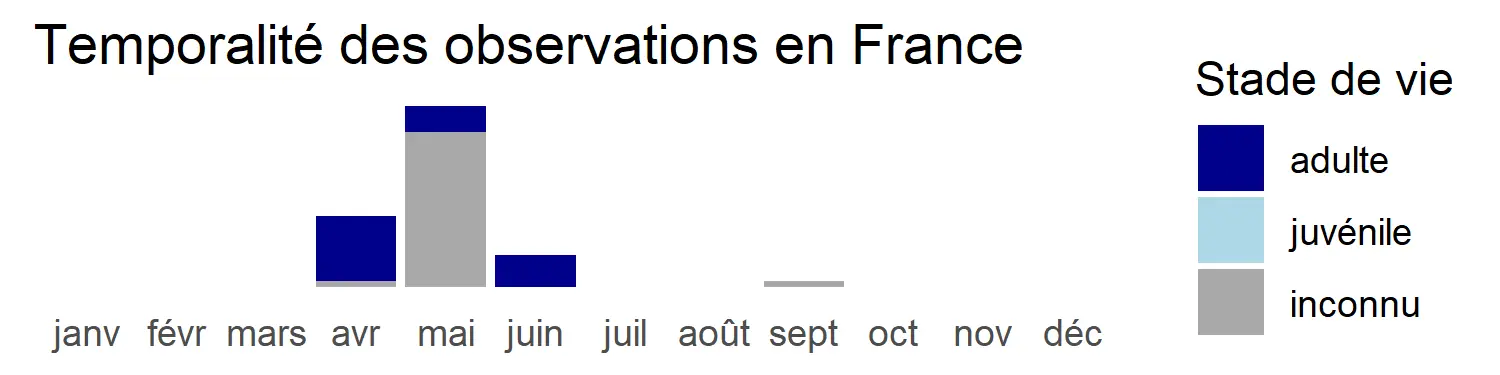 Temporalité des observations en France
Stade de vie
adulte
juvénile
inconnu
janv févr mars avr mai juin juil août sept oct nov déc